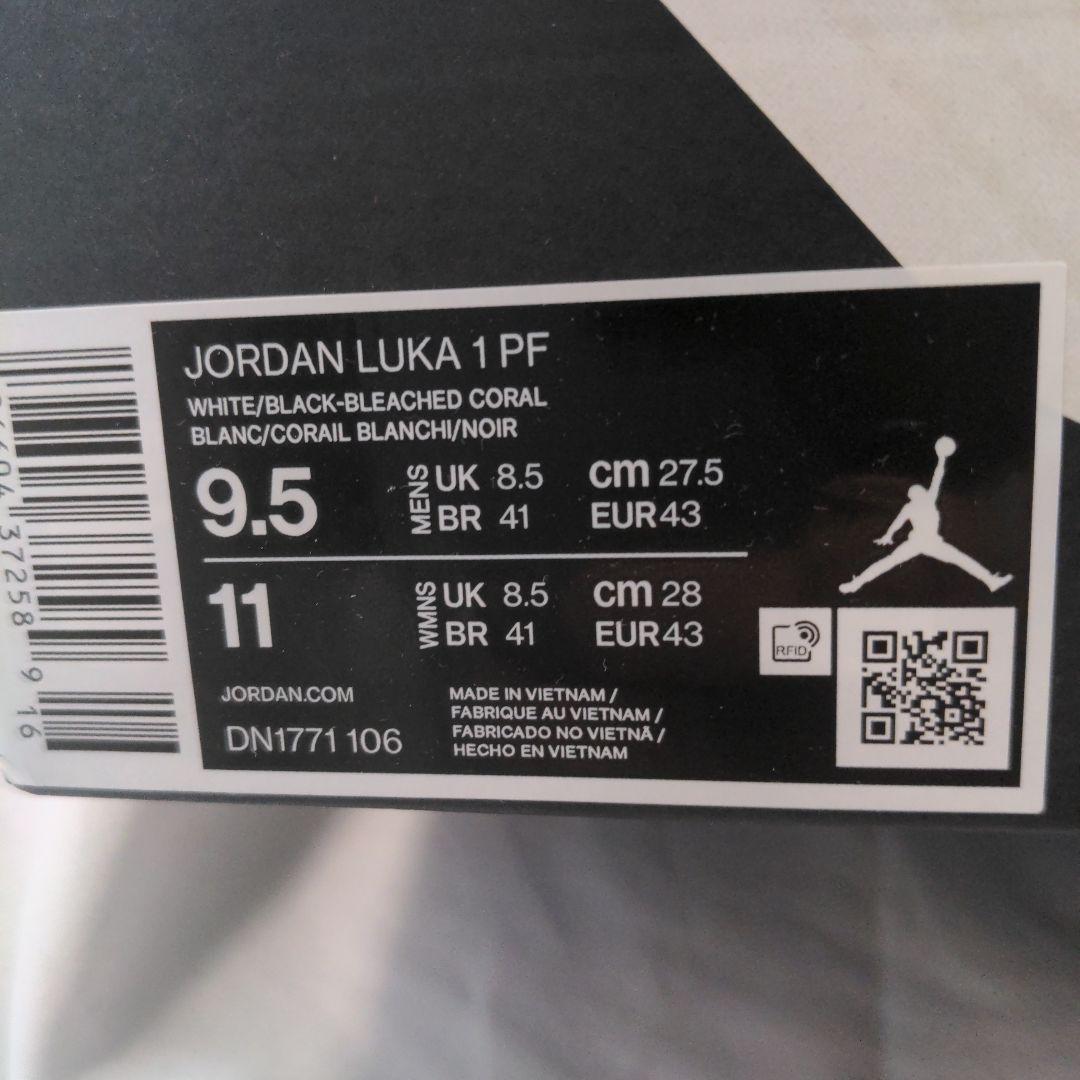 JORDAN LUKA 1 PF
WHITE/BLACK-BLEACHED CORAL
BLANC/CORAIL BLANCHI/NOIR
9.5
MENS
UK 8.5 cm 27.5
BR 41 EUR 43
11
WMNS
UK 8.5 cm 28
BR 41 EUR 43
RFID
JORDAN.COM
DN1771 106
MADE IN VIETNAM /
FABRIQUE AU VIETNAM /
FABRICADO NO VIETNÃ /
HECHO EN VIETNAM
37258 9 16